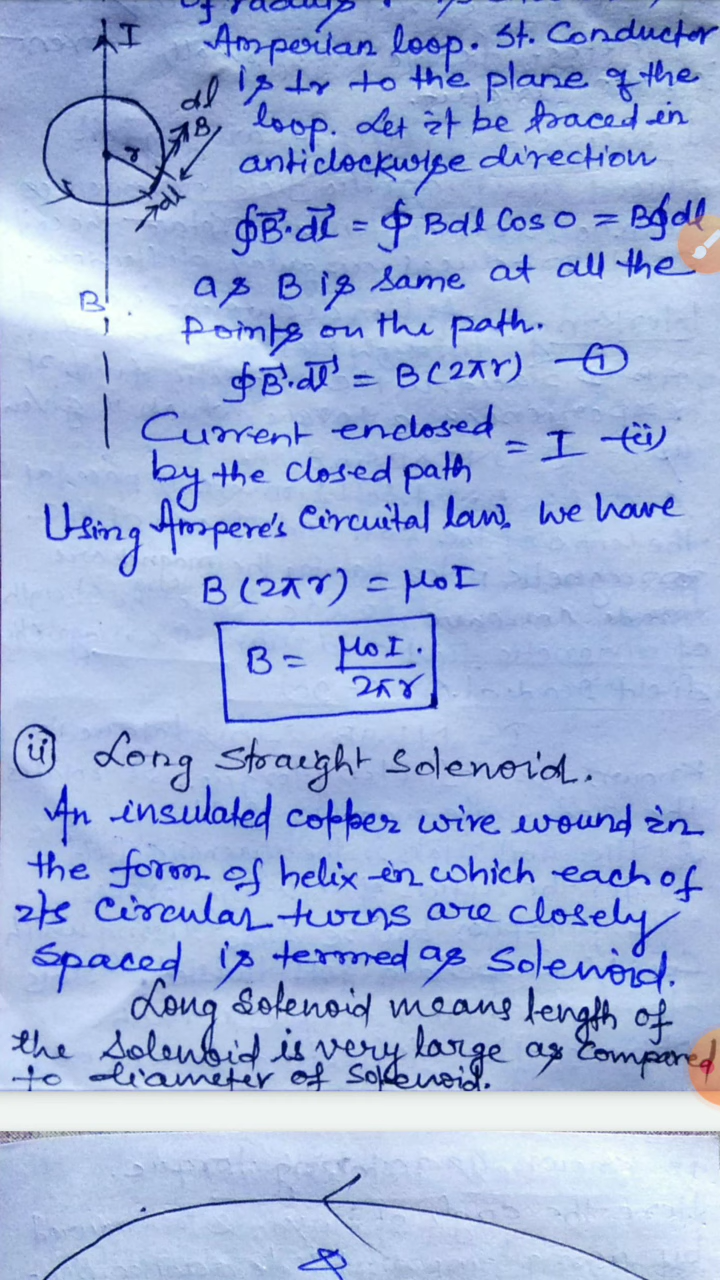 of radius
I Amperian loop. St. Conductor
is ⊥r to the plane of the
dl
B loop. Let it be traced in
r
anticlockwise direction
dl
∮B⃗.dl⃗ = ∮ Bdl Cos 0 = B∮dl
as B is same at all the
B
Points on the path.
∮B⃗.dl⃗ = B(2πr) —①
Current enclosed
by the closed path = I —(ii)
Using Ampere's Circuital law, we have
B(2πr) = μ₀I
B = μ₀I.
2πr
(ii) Long Straight Solenoid.
An insulated copper wire wound in
the form of helix in which each of
its Circular turns are closely
Spaced is termed as Solenoid.
Long Solenoid means length of
the Solenoid is very large as Compared
to diameter of Solenoid.